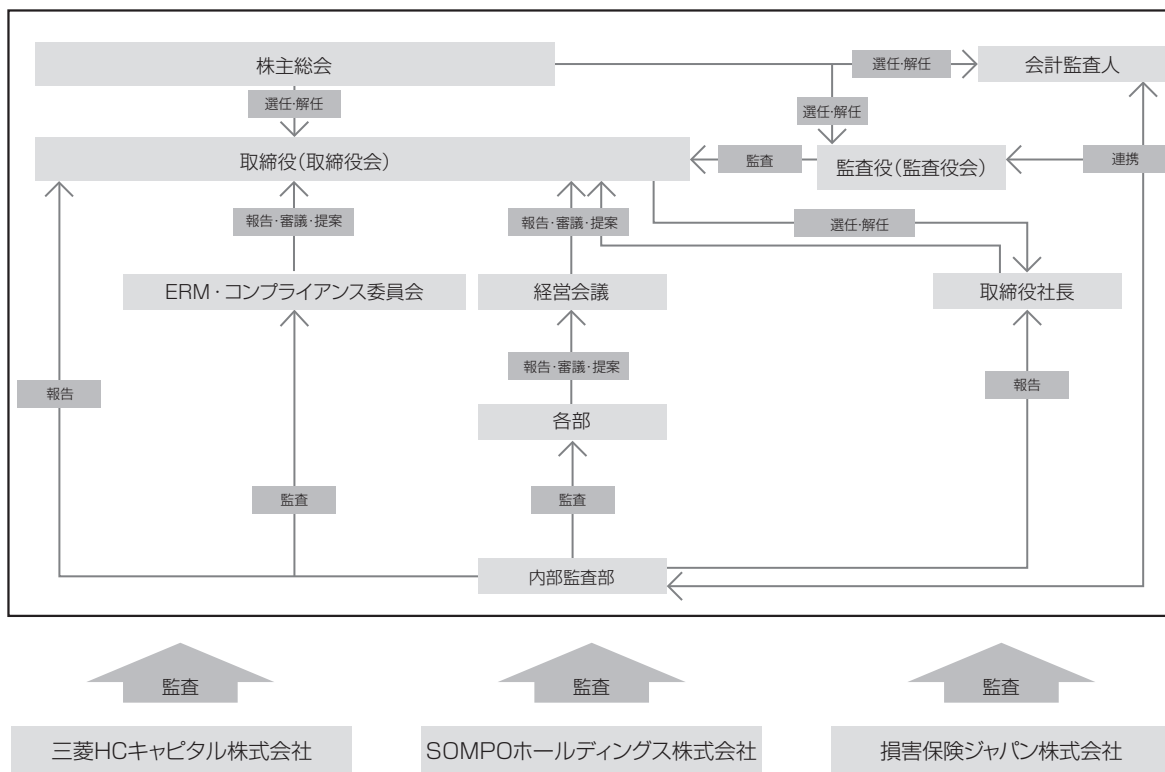 株主総会
選任・解任
会計監査人
選任・解任
選任・解任
取締役(取締役会)
監査
監査役(監査役会)
連携
報告・審議・提案
報告・審議・提案
選任・解任
ERM・コンプライアンス委員会
経営会議
取締役社長
報告・審議・提案
報告
報告
各部
監査
監査
内部監査部
監査
監査
監査
三菱HCキャピタル株式会社
SOMPOホールディングス株式会社
損害保険ジャパン株式会社